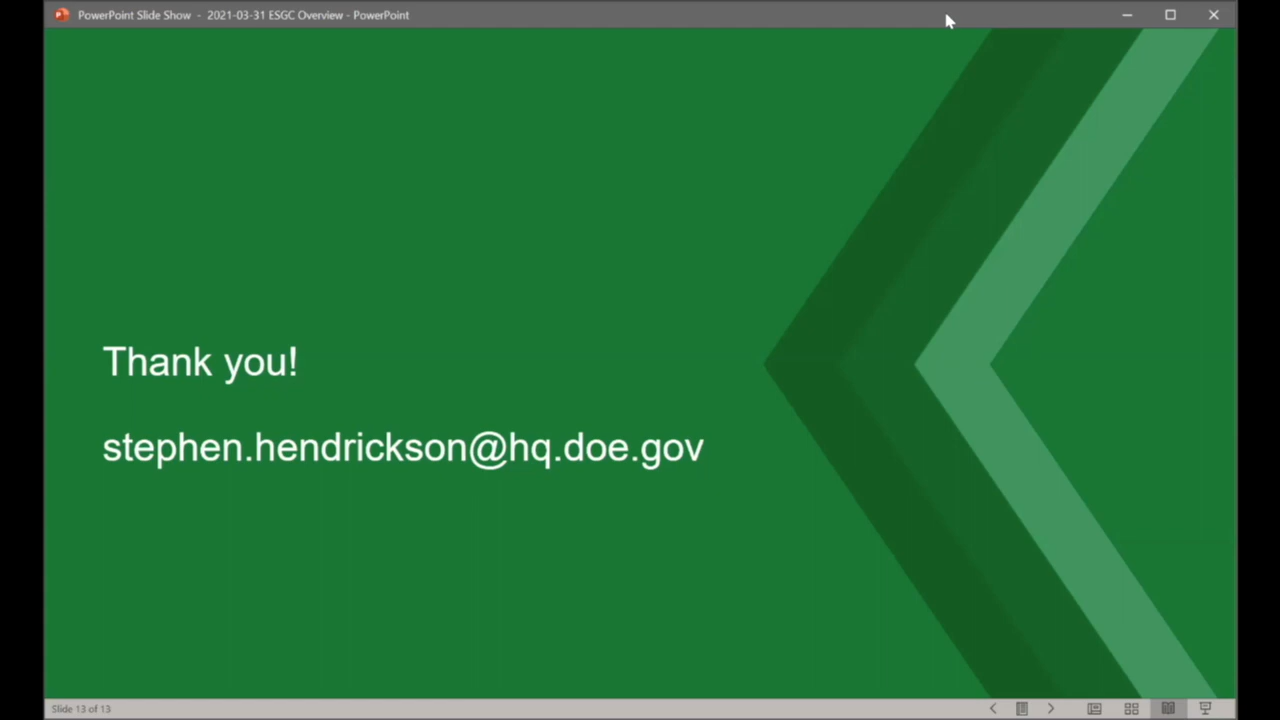 PowerPoint Slide Show - 2021-03-31 ESGC Overview - PowerPoint
Thank you!
stephen.hendrickson@hq.doe.gov
Slide 13 of 13